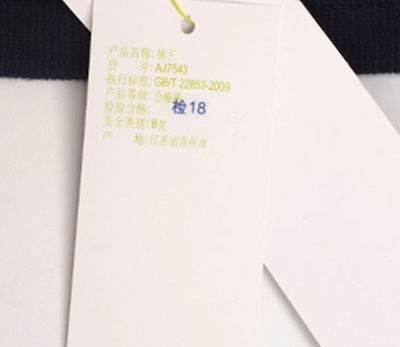 产品名称: 裤子
货 号: AJ7543
执行标准: GB/T 22853-2009
产品等级: 合格品
检验合格: 检18
安全类别: B类
产 地: 江苏省苏州市